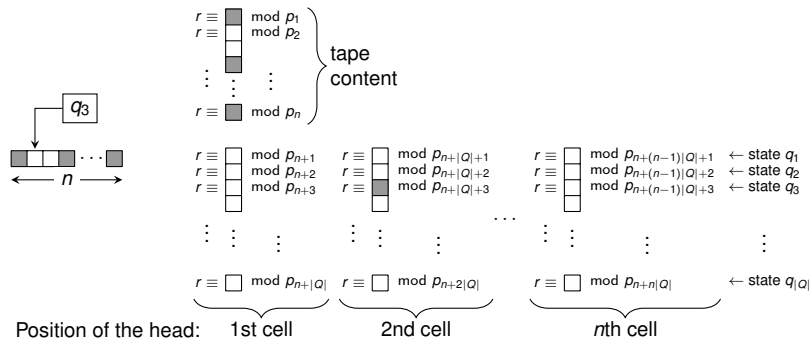 r ≡ mod p₁
r ≡ mod p₂
⋮ ⋮ ⋮
r ≡ mod pₙ
tape
content
q₃
⋯
n
r ≡ mod pₙ₊₁ r ≡ mod pₙ₊|Q|₊₁ r ≡ mod pₙ₊₍ₙ₋₁₎|Q|₊₁ ← state q₁
r ≡ mod pₙ₊₂ r ≡ mod pₙ₊|Q|₊₂ r ≡ mod pₙ₊₍ₙ₋₁₎|Q|₊₂ ← state q₂
r ≡ mod pₙ₊₃ r ≡ mod pₙ₊|Q|₊₃ r ≡ mod pₙ₊₍ₙ₋₁₎|Q|₊₃ ← state q₃
⋯
⋮ ⋮ ⋮ ⋮ ⋮ ⋮ ⋮
r ≡ mod pₙ₊|Q| r ≡ mod pₙ₊₂|Q| r ≡ mod pₙ₊ₙ|Q| ← state q|Q|
Position of the head: 1st cell 2nd cell nth cell